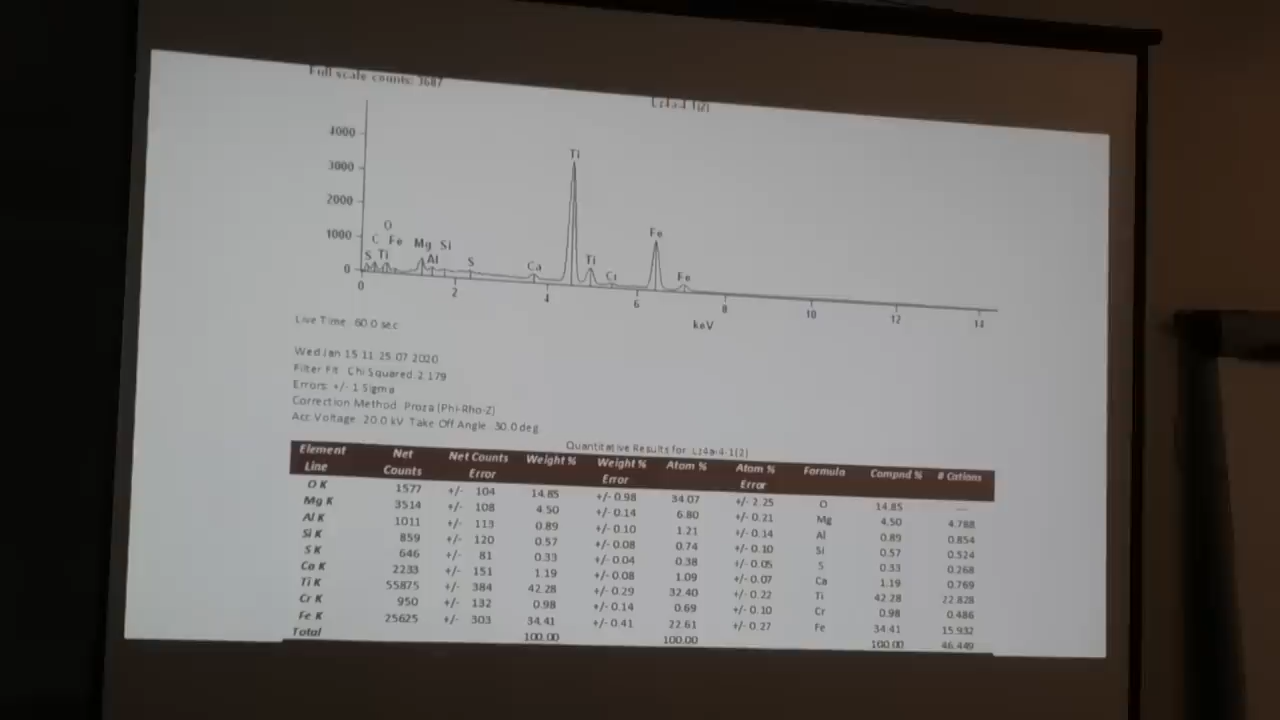 Full scale counts: 3687
Lz4a-4-1(2)
4000
3000
2000
1000
0
Ti
O
C Fe Mg Si
S Ti Al S Ca Ti Cr Fe Fe
0 2 4 6 8 10 12 14
keV
Live Time: 60.0 sec.
Wed Jan 15 11:25:07 2020
Filter Fit Chi Squared: 2.179
Errors: +/- 1 Sigma
Correction Method: Proza (Phi-Rho-Z)
Acc.Voltage: 20.0 kV Take Off Angle: 30.0 deg
Quantitative Results for: Lz4a-4-1(2)
Element Line Net Counts Net Counts Error Weight % Weight % Error Atom % Atom % Error Formula Compnd % # Cations
O K 1577 +/- 104 14.85 +/- 0.98 34.07 +/- 2.25 O 14.85 ---
Mg K 3514 +/- 108 4.50 +/- 0.14 6.80 +/- 0.21 Mg 4.50 4.788
Al K 1011 +/- 113 0.89 +/- 0.10 1.21 +/- 0.14 Al 0.89 0.854
Si K 859 +/- 120 0.57 +/- 0.08 0.74 +/- 0.10 Si 0.57 0.524
S K 646 +/- 81 0.33 +/- 0.04 0.38 +/- 0.05 S 0.33 0.268
Ca K 2233 +/- 151 1.19 +/- 0.08 1.09 +/- 0.07 Ca 1.19 0.769
Ti K 55875 +/- 384 42.28 +/- 0.29 32.40 +/- 0.22 Ti 42.28 22.828
Cr K 950 +/- 132 0.98 +/- 0.14 0.69 +/- 0.10 Cr 0.98 0.486
Fe K 25625 +/- 303 34.41 +/- 0.41 22.61 +/- 0.27 Fe 34.41 15.932
Total 100.00 100.00 100.00 46.449